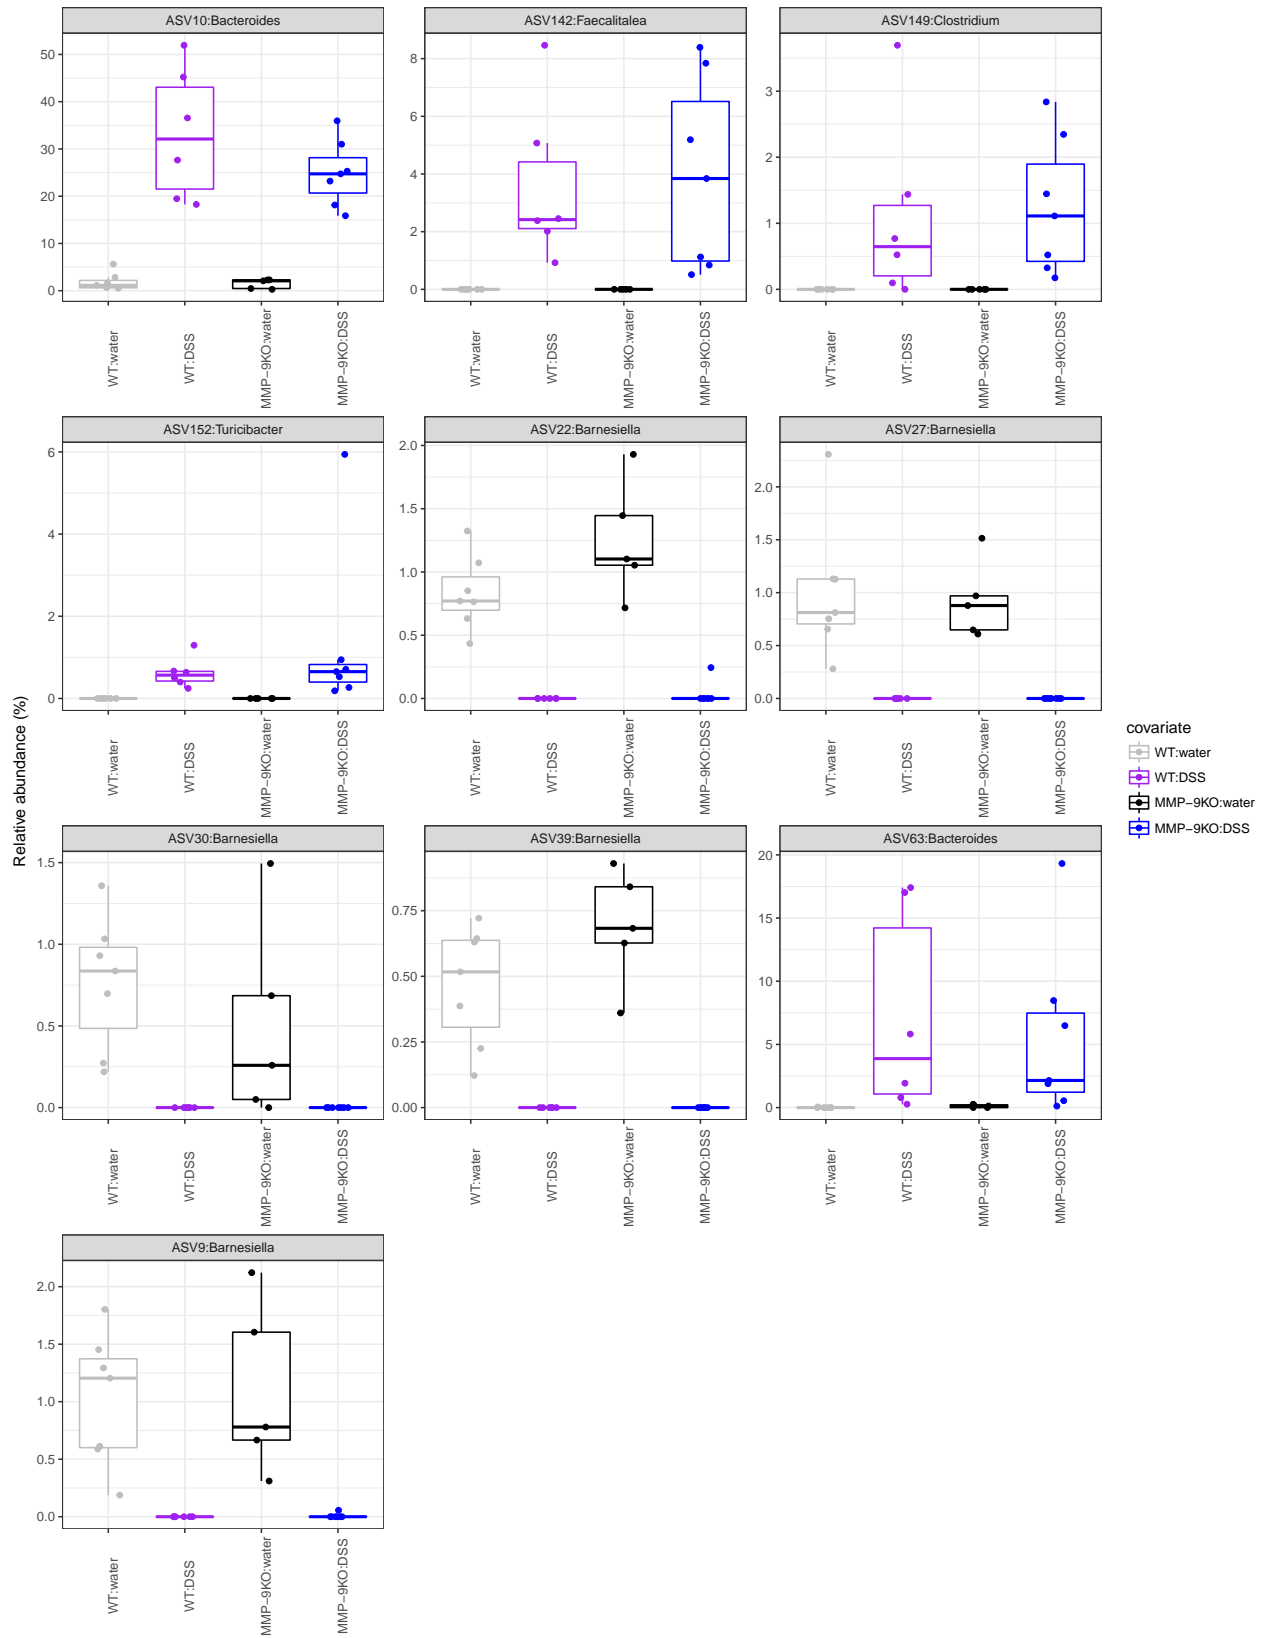 ASV10:Bacteroides
ASV142:Faecalitalea
ASV149:Clostridium
50
40
30
20
10
0
8
6
4
2
0
3
2
1
0
WT:water
WT:DSS
MMP−9KO:water
MMP−9KO:DSS
WT:water
WT:DSS
MMP−9KO:water
MMP−9KO:DSS
WT:water
WT:DSS
MMP−9KO:water
MMP−9KO:DSS
ASV152:Turicibacter
ASV22:Barnesiella
ASV27:Barnesiella
6
4
2
0
2.0
1.5
1.0
0.5
0.0
2.0
1.5
1.0
0.5
0.0
WT:water
WT:DSS
MMP−9KO:water
MMP−9KO:DSS
WT:water
WT:DSS
MMP−9KO:water
MMP−9KO:DSS
WT:water
WT:DSS
MMP−9KO:water
MMP−9KO:DSS
Relative abundance (%)
covariate
WT:water
WT:DSS
MMP−9KO:water
MMP−9KO:DSS
ASV30:Barnesiella
ASV39:Barnesiella
ASV63:Bacteroides
1.5
1.0
0.5
0.0
0.75
0.50
0.25
0.00
20
15
10
5
0
WT:water
WT:DSS
MMP−9KO:water
MMP−9KO:DSS
WT:water
WT:DSS
MMP−9KO:water
MMP−9KO:DSS
WT:water
WT:DSS
MMP−9KO:water
MMP−9KO:DSS
ASV9:Barnesiella
2.0
1.5
1.0
0.5
0.0
WT:water
WT:DSS
MMP−9KO:water
MMP−9KO:DSS